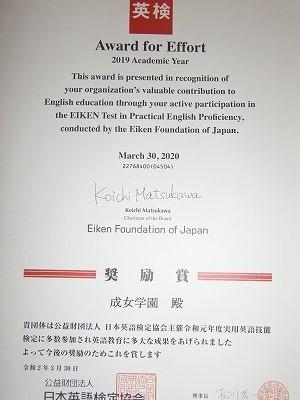 英検
Award for Effort
2019 Academic Year
This award is presented in recognition of
your organization's valuable contribution to
English education through your active participation in
the EIKEN Test in Practical English Proficiency,
conducted by the Eiken Foundation of Japan.
March 30, 2020
22768400(04504)
Koichi Matsukawa
Koichi Matsukawa
Chairman of the Board
Eiken Foundation of Japan
奨励賞
成女学園 殿
貴団体は公益財団法人 日本英語検定協会主催令和元年度実用英語技能
検定に多数参加され英語教育に多大な成果をあげられました
よって今後の奨励のためこれを賞します
令和2年3月30日
公益財団法人
日本英語検定協会
理事長